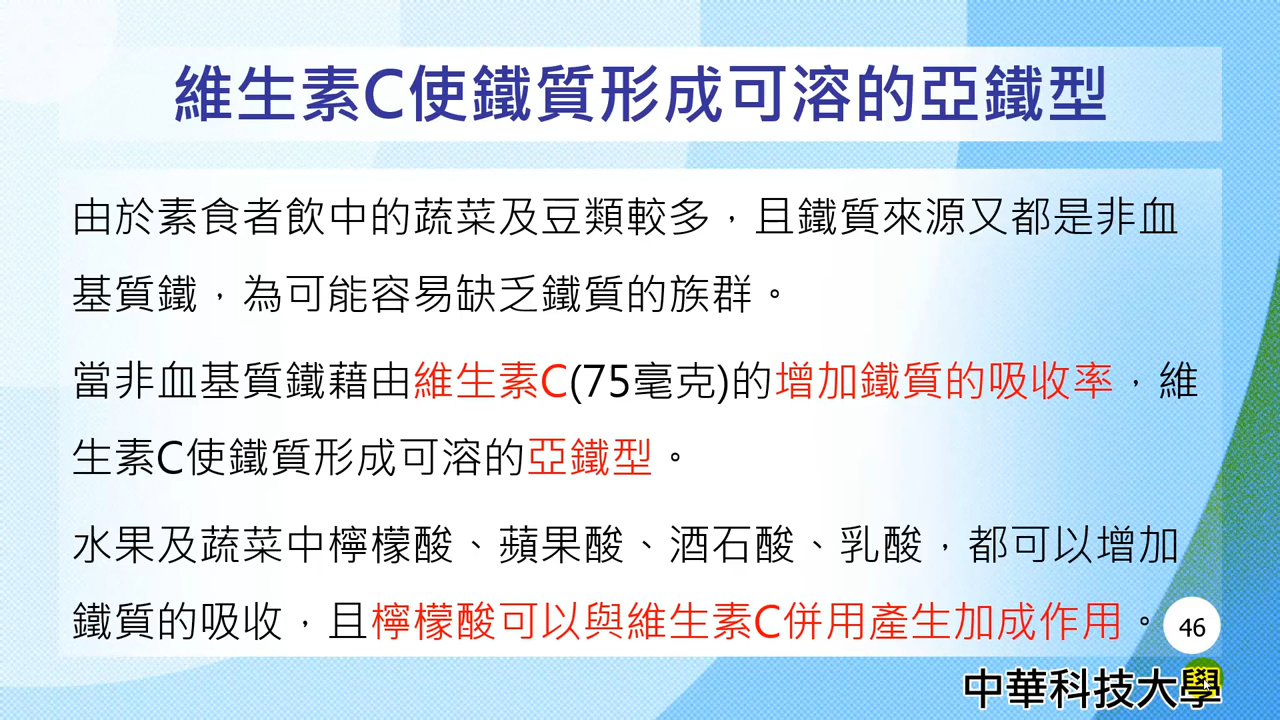 維生素C使鐵質形成可溶的亞鐵型
由於素食者飲中的蔬菜及豆類較多，且鐵質來源又都是非血
基質鐵，為可能容易缺乏鐵質的族群。
當非血基質鐵藉由維生素C(75毫克)的增加鐵質的吸收率，維
生素C使鐵質形成可溶的亞鐵型。
水果及蔬菜中檸檬酸、蘋果酸、酒石酸、乳酸，都可以增加
鐵質的吸收，且檸檬酸可以與維生素C併用產生加成作用。
46
中華科技大學